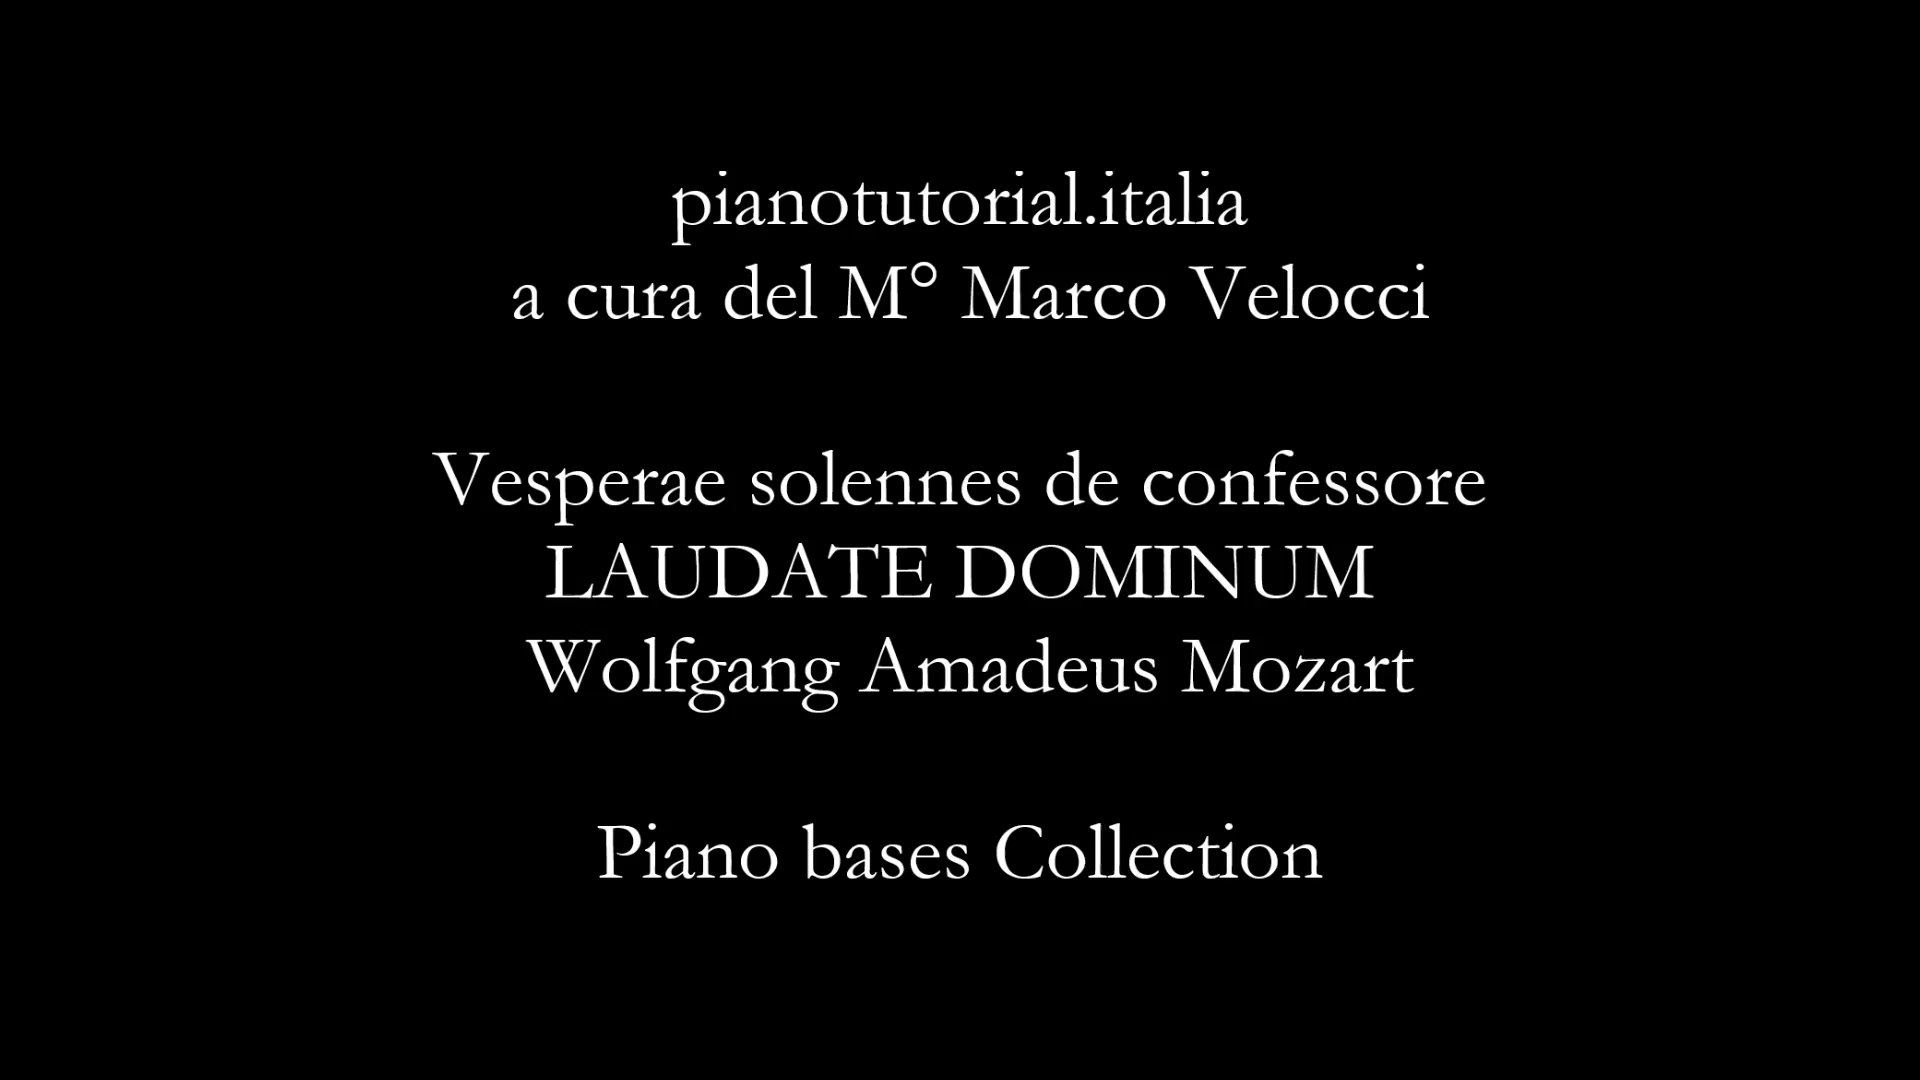 pianotutorial.italia
a cura del M° Marco Velocci
Vesperae solennes de confessore
LAUDATE DOMINUM
Wolfgang Amadeus Mozart
Piano bases Collection